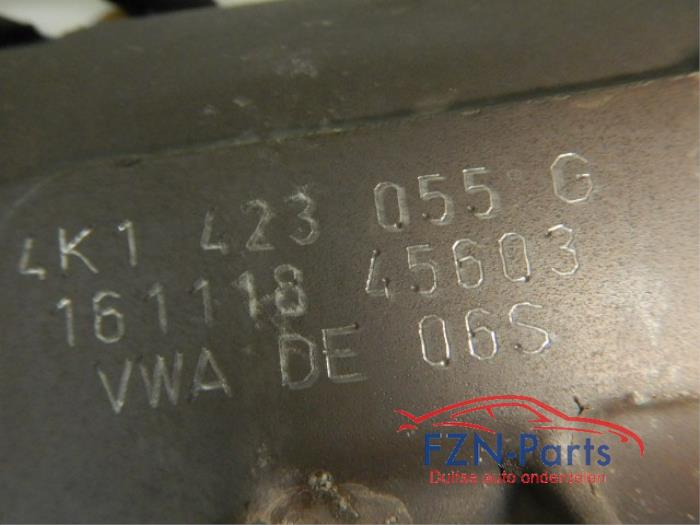 4K1 423 055 G
161118 45603
VWA DE 06S
FZN-Parts
Duitse auto onderdelen